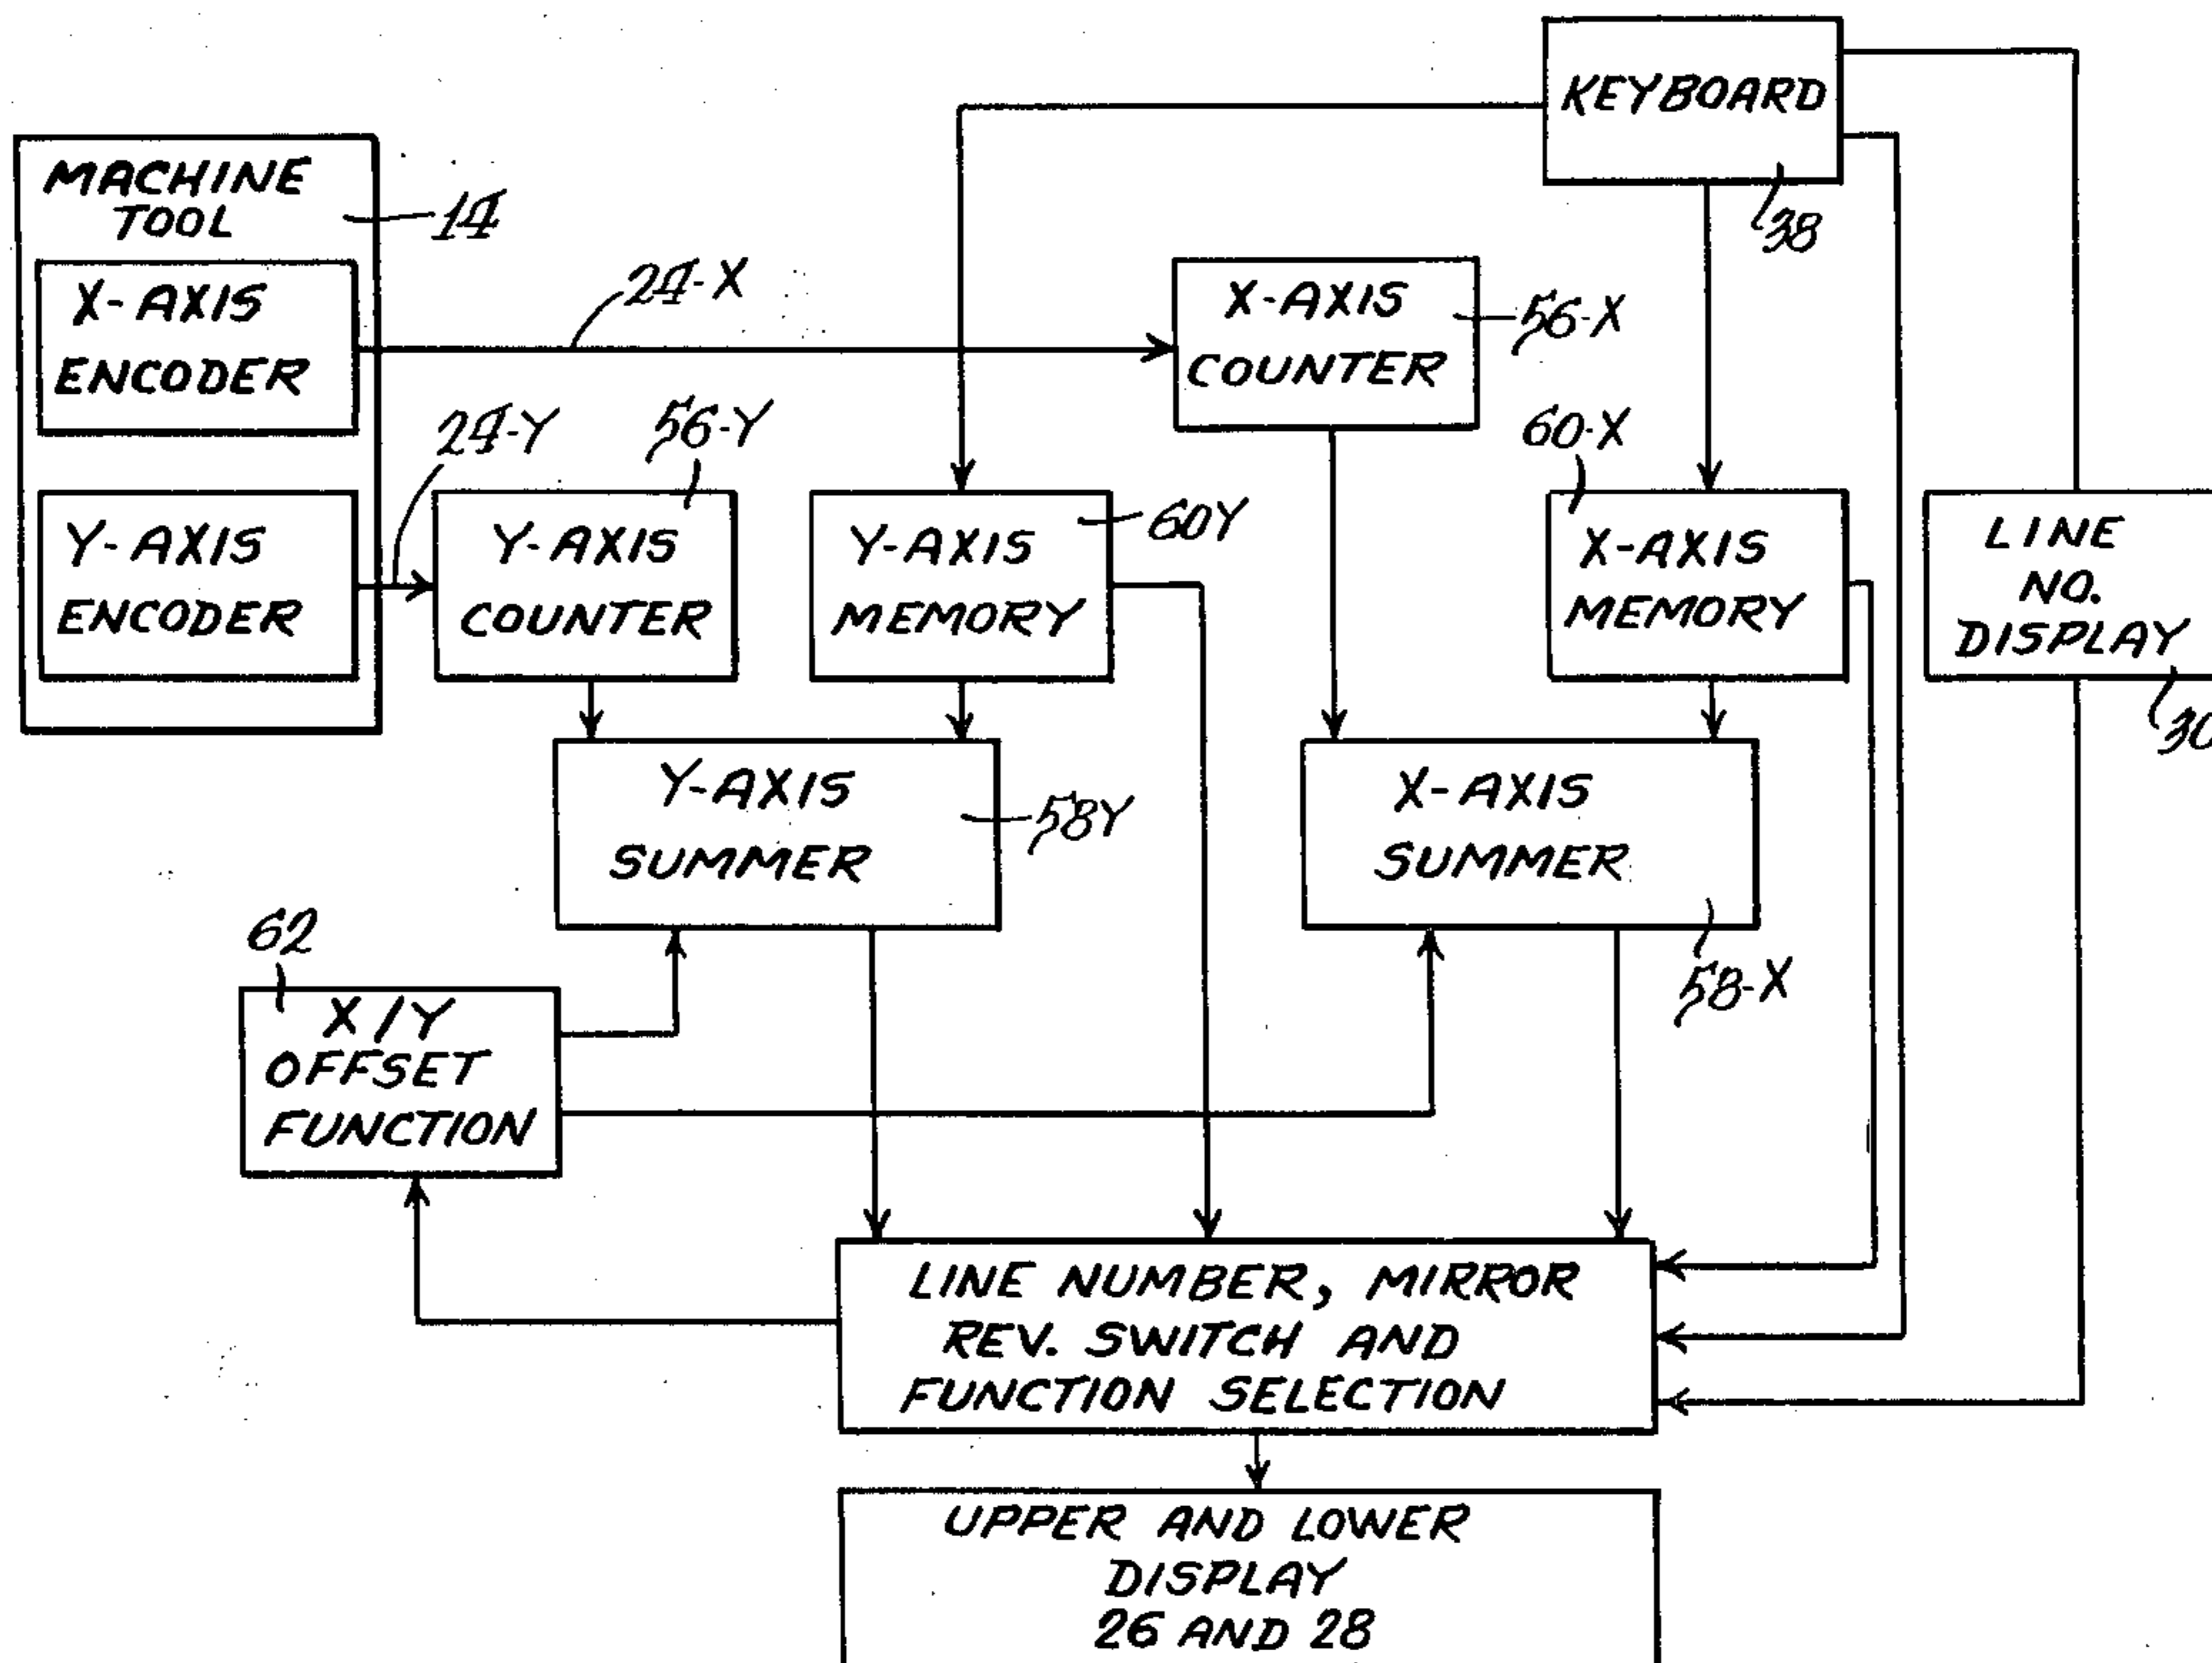 KEYBOARD
38
MACHINE
TOOL
14
X-AXIS
ENCODER
24-X
X-AXIS
COUNTER
56-X
Y-AXIS
ENCODER
24-Y
56-Y
Y-AXIS
COUNTER
Y-AXIS
MEMORY
60Y
60-X
X-AXIS
MEMORY
LINE
NO.
DISPLAY
30
Y-AXIS
SUMMER
58Y
X-AXIS
SUMMER
58-X
62
X/Y
OFFSET
FUNCTION
LINE NUMBER, MIRROR
REV. SWITCH AND
FUNCTION SELECTION
UPPER AND LOWER
DISPLAY
26 AND 28